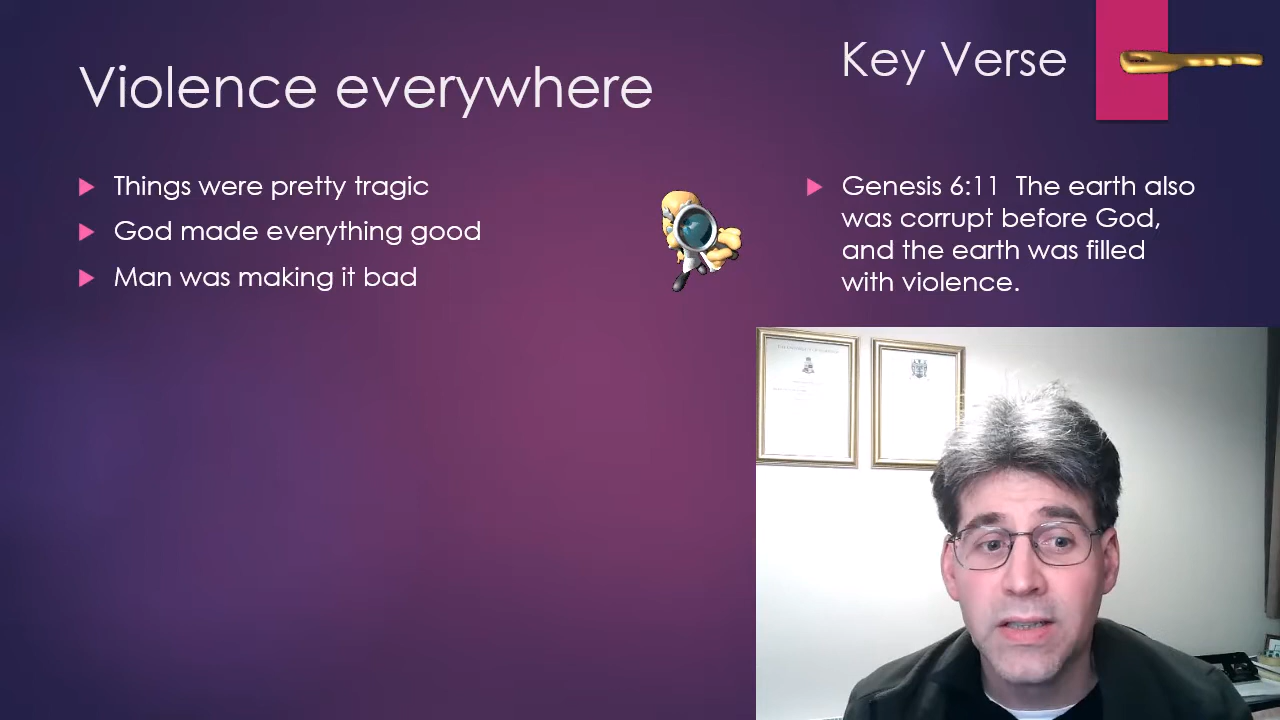 Violence everywhere
Things were pretty tragic
God made everything good
Man was making it bad
Key Verse
Genesis 6:11 The earth also
was corrupt before God,
and the earth was filled
with violence.